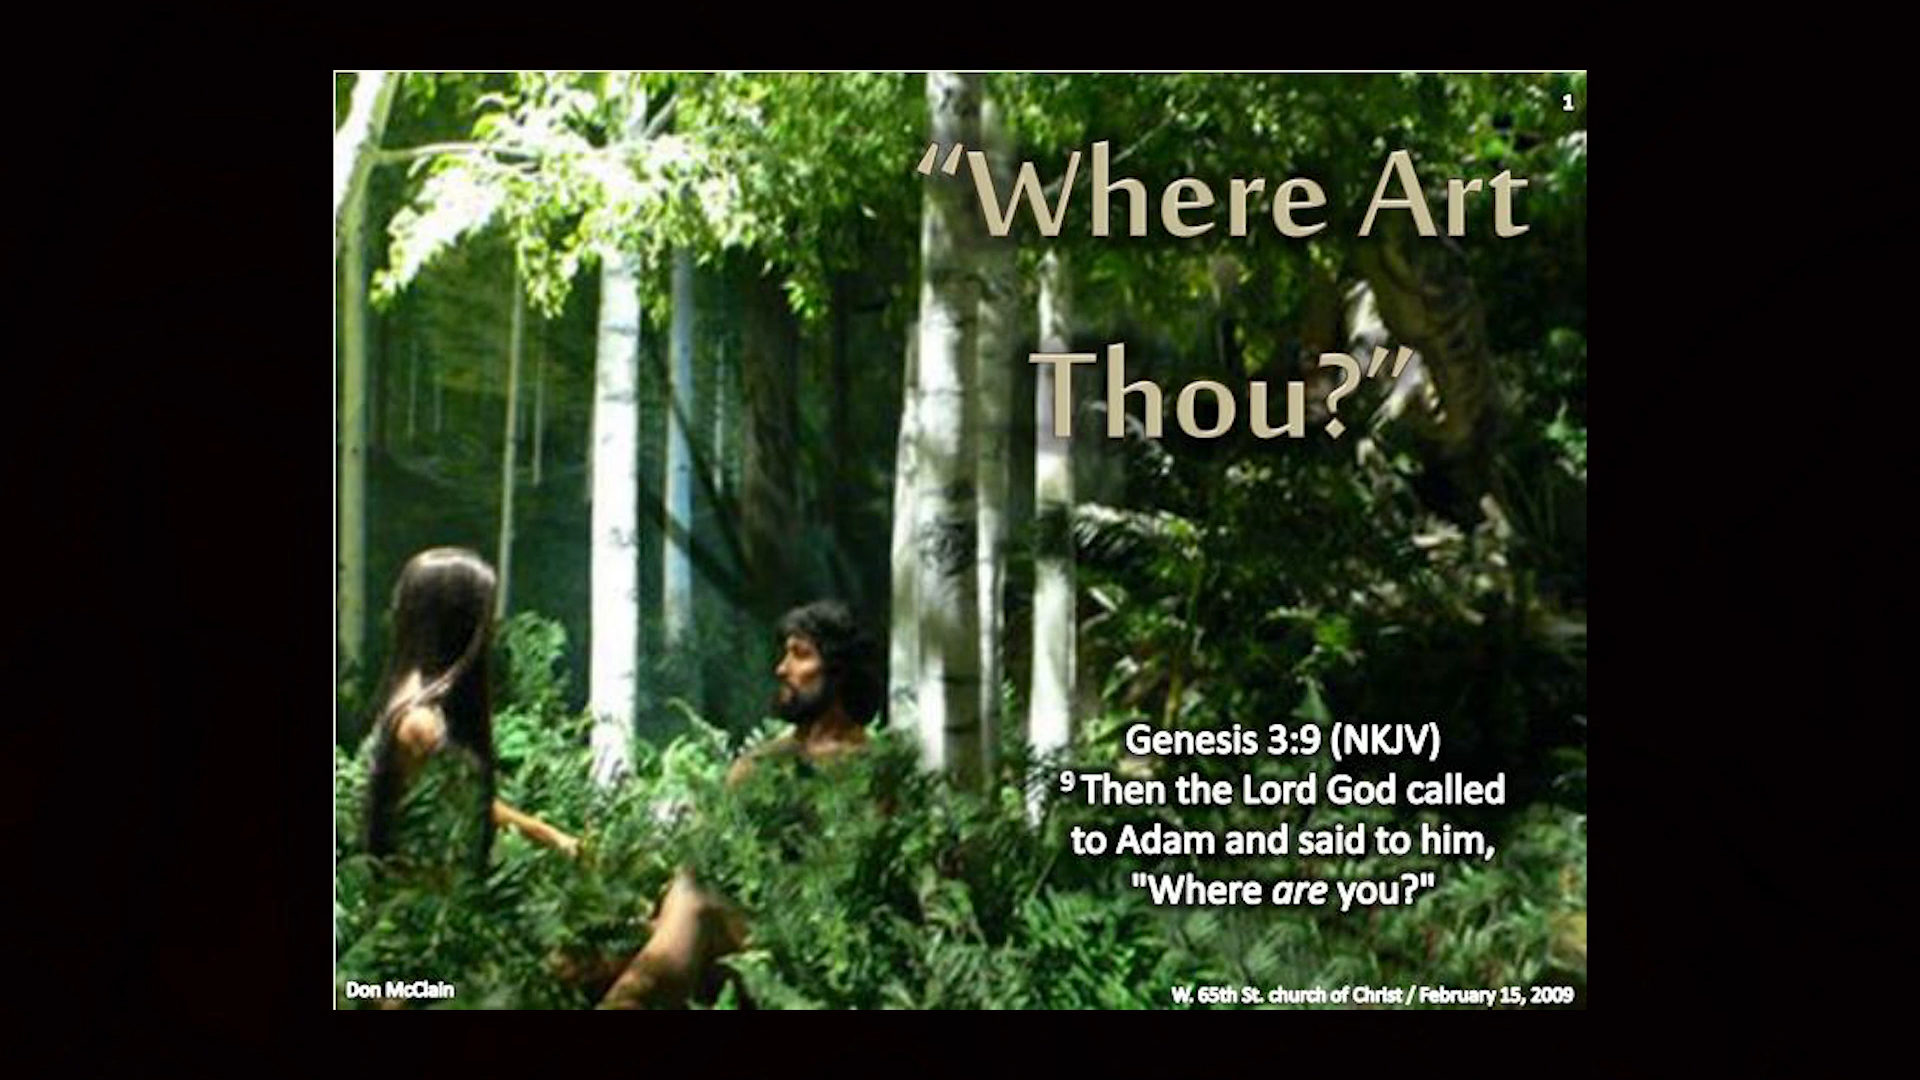 1
“Where Art
Thou?”
Genesis 3:9 (NKJV)
9 Then the Lord God called
to Adam and said to him,
"Where are you?"
Don McClain
W. 65th St. church of Christ / February 15, 2009